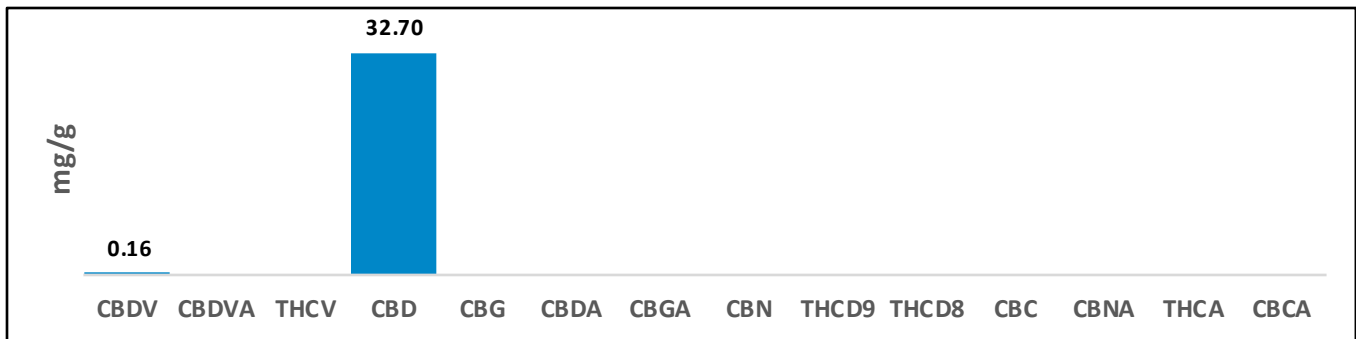 32.70
mg/g
0.16
CBDV CBDVA THCV CBD CBG CBDA CBGA CBN THCD9 THCD8 CBC CBNA THCA CBCA